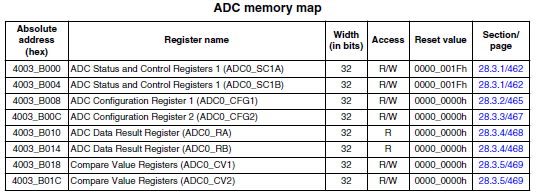 ADC memory map
Absolute address (hex) Register name Width (in bits) Access Reset value Section/ page
4003_B000 ADC Status and Control Registers 1 (ADC0_SC1A) 32 R/W 0000_001Fh 28.3.1/462
4003_B004 ADC Status and Control Registers 1 (ADC0_SC1B) 32 R/W 0000_001Fh 28.3.1/462
4003_B008 ADC Configuration Register 1 (ADC0_CFG1) 32 R/W 0000_0000h 28.3.2/465
4003_B00C ADC Configuration Register 2 (ADC0_CFG2) 32 R/W 0000_0000h 28.3.3/467
4003_B010 ADC Data Result Register (ADC0_RA) 32 R 0000_0000h 28.3.4/468
4003_B014 ADC Data Result Register (ADC0_RB) 32 R 0000_0000h 28.3.4/468
4003_B018 Compare Value Registers (ADC0_CV1) 32 R/W 0000_0000h 28.3.5/469
4003_B01C Compare Value Registers (ADC0_CV2) 32 R/W 0000_0000h 28.3.5/469